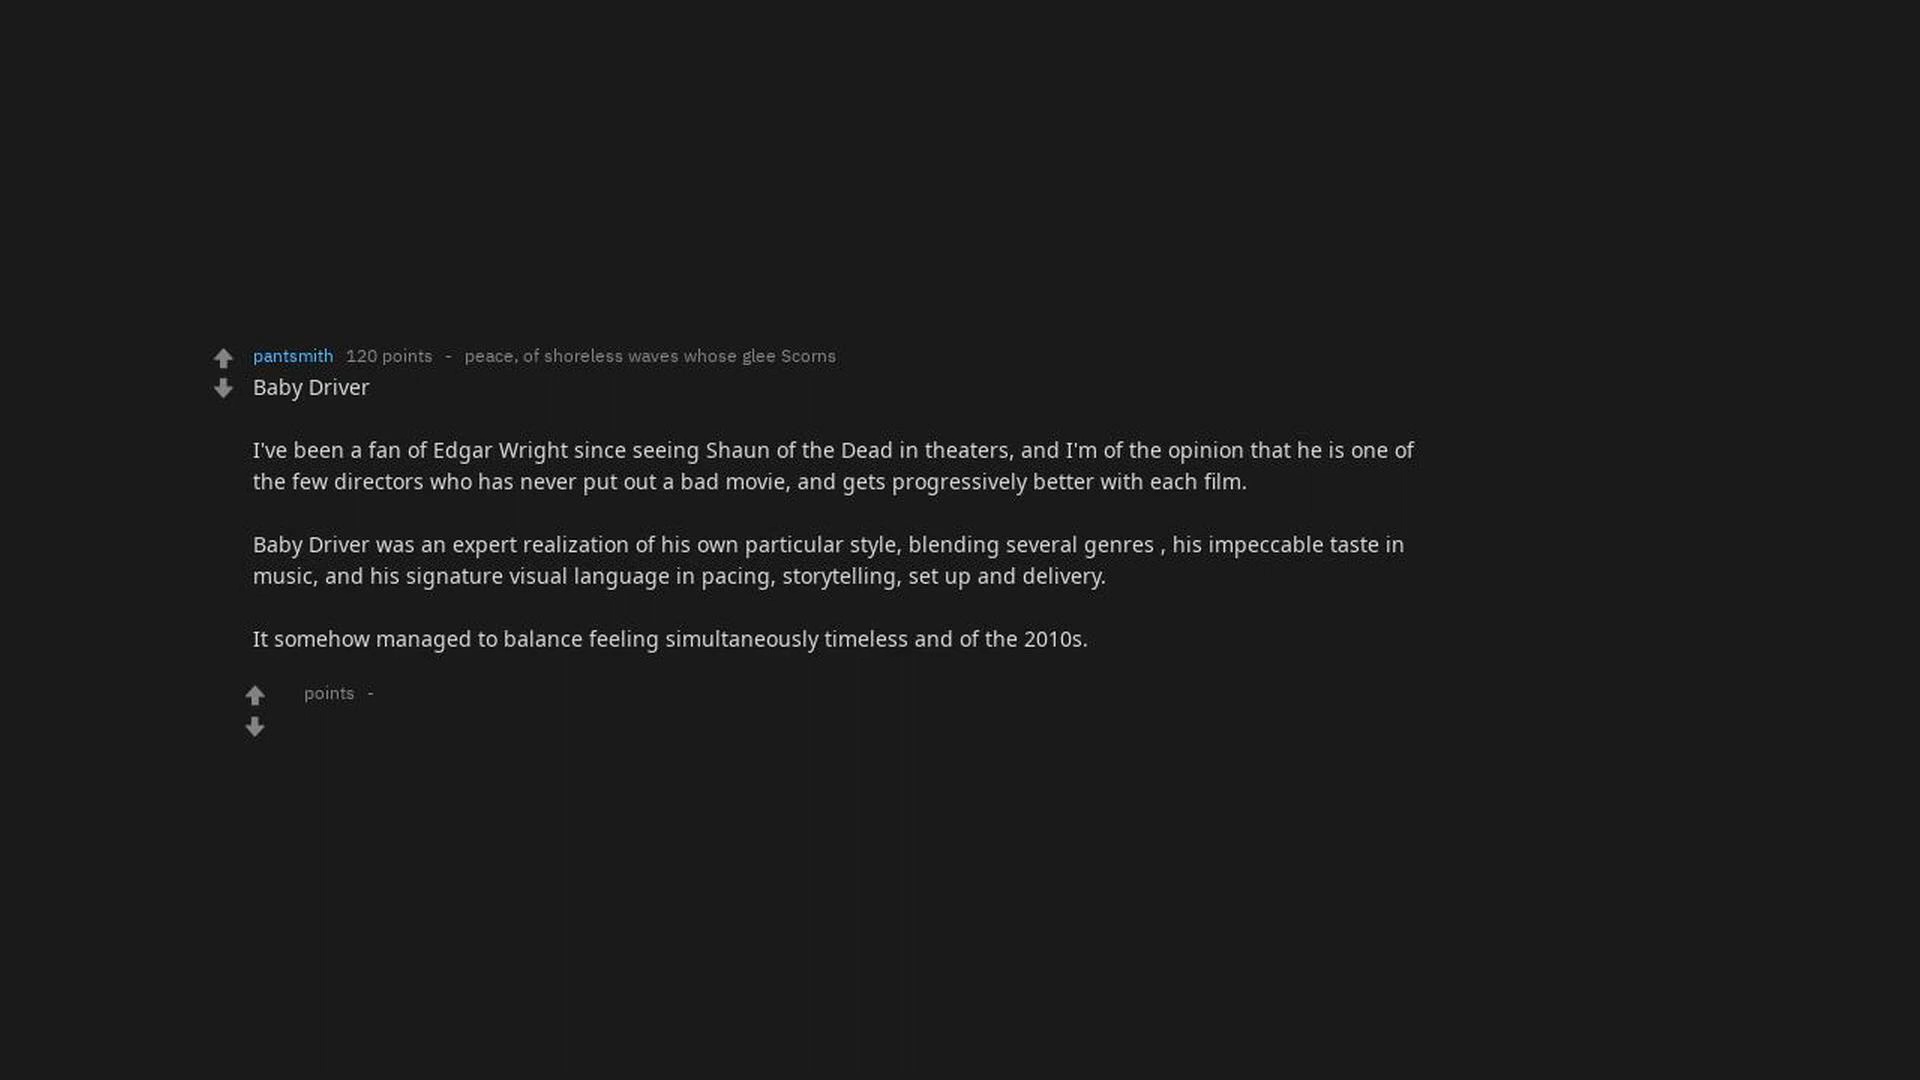 pantsmith 120 points - peace, of shoreless waves whose glee Scorns
Baby Driver
I've been a fan of Edgar Wright since seeing Shaun of the Dead in theaters, and I'm of the opinion that he is one of
the few directors who has never put out a bad movie, and gets progressively better with each film.
Baby Driver was an expert realization of his own particular style, blending several genres , his impeccable taste in
music, and his signature visual language in pacing, storytelling, set up and delivery.
It somehow managed to balance feeling simultaneously timeless and of the 2010s.
points -